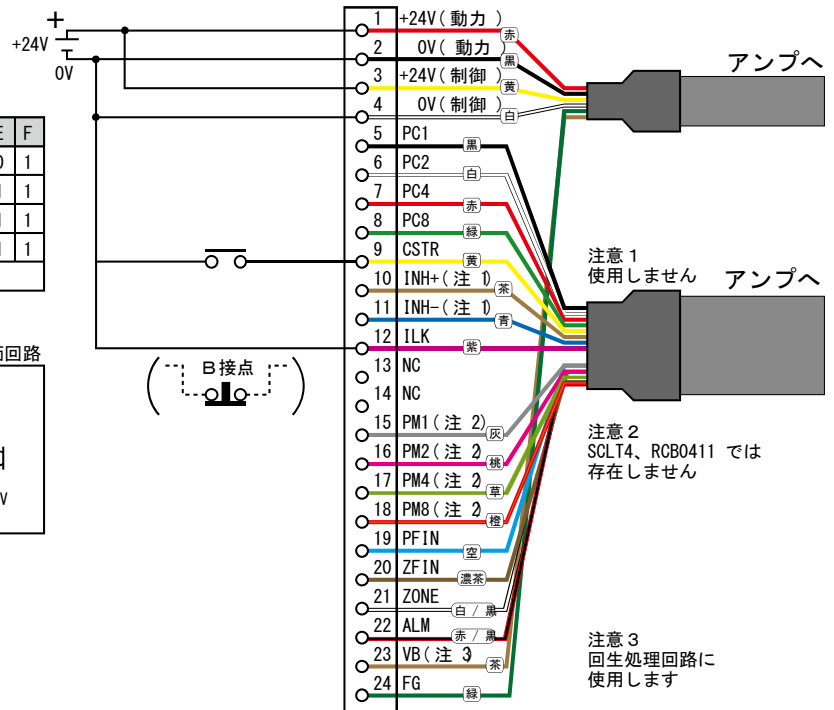 +
+24V
0V
E F
0 1
1
1
1
面回路
V
1 +24V(動力) 赤
2 0V(動力) 黒
3 +24V(制御) 黄
4 0V(制御) 白
5 PC1 黒
6 PC2 白
7 PC4 赤
8 PC8 緑
9 CSTR 黄
10 INH+(注 1) 茶
11 INH-(注 1) 青
12 ILK 紫
13 NC
14 NC
15 PM1(注 2) 灰
16 PM2(注 2) 桃
17 PM4(注 2) 草
18 PM8(注 2) 橙
19 PFIN 空
20 ZFIN 濃茶
21 ZONE 白/黒
22 ALM 赤/黒
23 VB(注 3) 茶
24 FG 緑
B接点
アンプへ
注意1
使用しません
アンプへ
注意2
SCLT4、RCB0411 では
存在しません
注意3
回生処理回路に
使用します